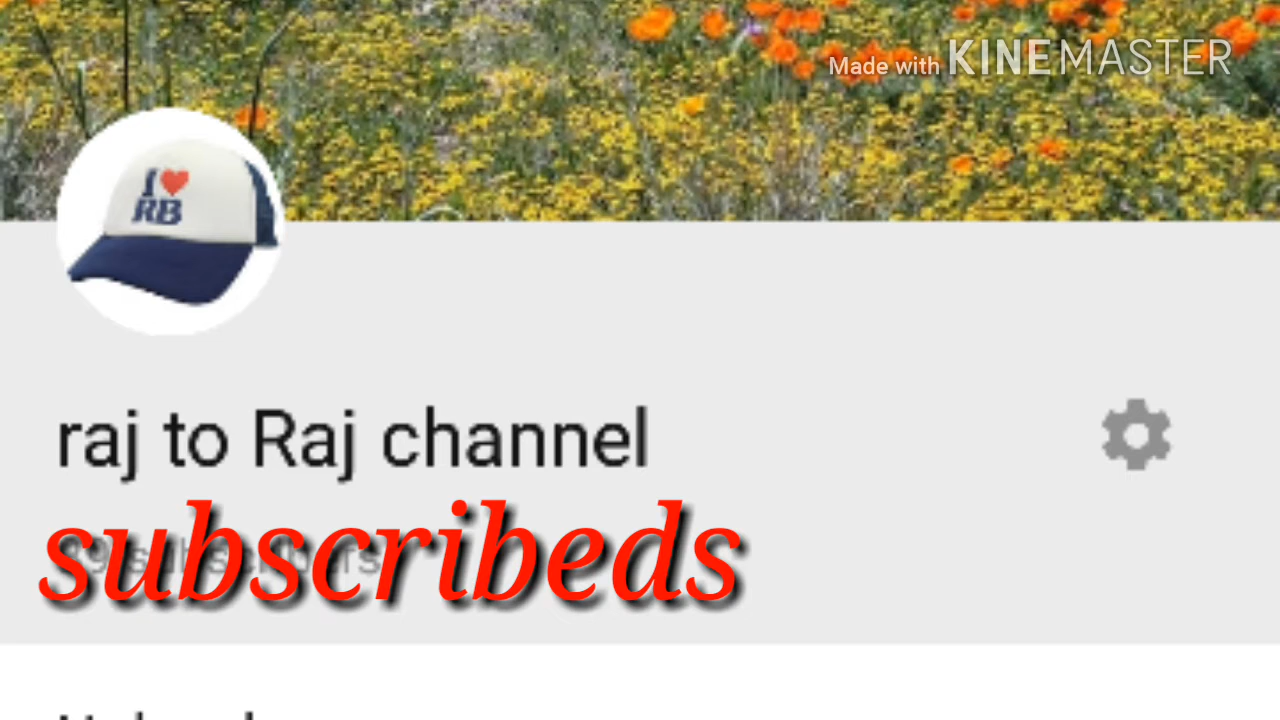 Made with KINEMASTER
I❤
RB
raj to Raj channel
subscribeds